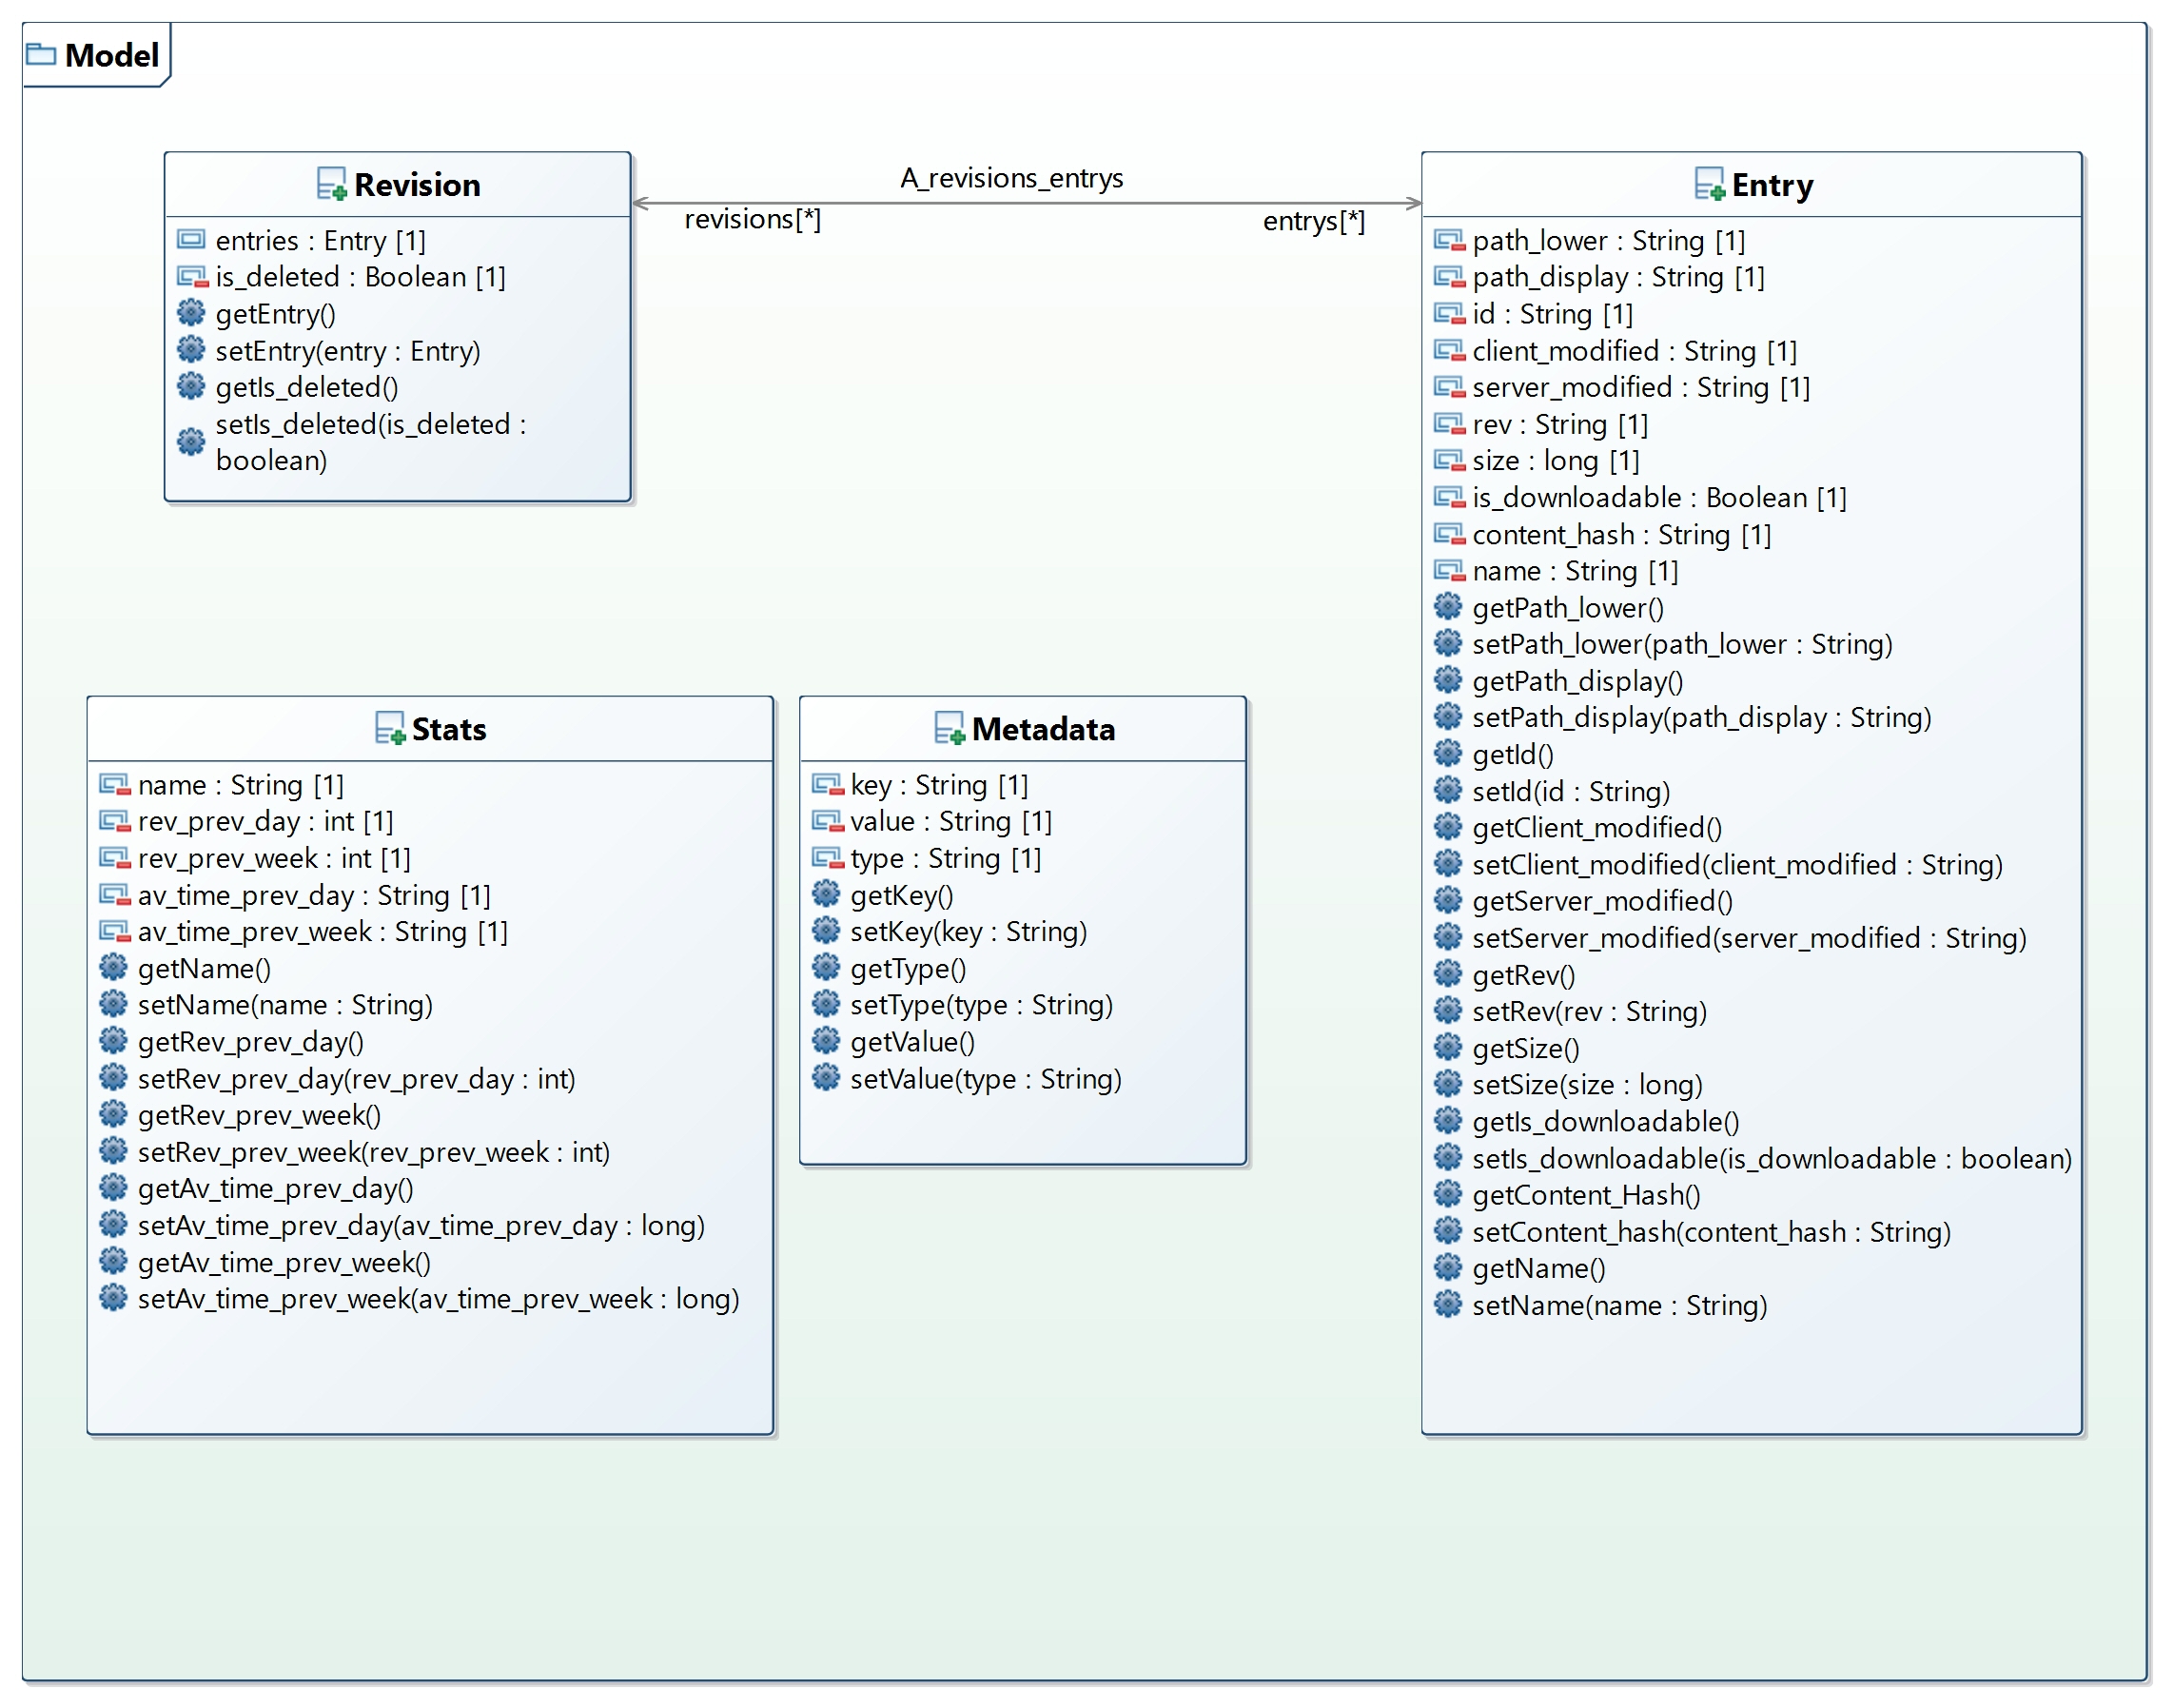 Model
Revision
entries : Entry [1]
is_deleted : Boolean [1]
getEntry()
setEntry(entry : Entry)
getIs_deleted()
setIs_deleted(is_deleted :
boolean)
A_revisions_entrys
revisions[*]
entrys[*]
Entry
path_lower : String [1]
path_display : String [1]
id : String [1]
client_modified : String [1]
server_modified : String [1]
rev : String [1]
size : long [1]
is_downloadable : Boolean [1]
content_hash : String [1]
name : String [1]
getPath_lower()
setPath_lower(path_lower : String)
getPath_display()
setPath_display(path_display : String)
getId()
setId(id : String)
getClient_modified()
setClient_modified(client_modified : String)
getServer_modified()
setServer_modified(server_modified : String)
getRev()
setRev(rev : String)
getSize()
setSize(size : long)
getIs_downloadable()
setIs_downloadable(is_downloadable : boolean)
getContent_Hash()
setContent_hash(content_hash : String)
getName()
setName(name : String)
Stats
name : String [1]
rev_prev_day : int [1]
rev_prev_week : int [1]
av_time_prev_day : String [1]
av_time_prev_week : String [1]
getName()
setName(name : String)
getRev_prev_day()
setRev_prev_day(rev_prev_day : int)
getRev_prev_week()
setRev_prev_week(rev_prev_week : int)
getAv_time_prev_day()
setAv_time_prev_day(av_time_prev_day : long)
getAv_time_prev_week()
setAv_time_prev_week(av_time_prev_week : long)
Metadata
key : String [1]
value : String [1]
type : String [1]
getKey()
setKey(key : String)
getType()
setType(type : String)
getValue()
setValue(type : String)